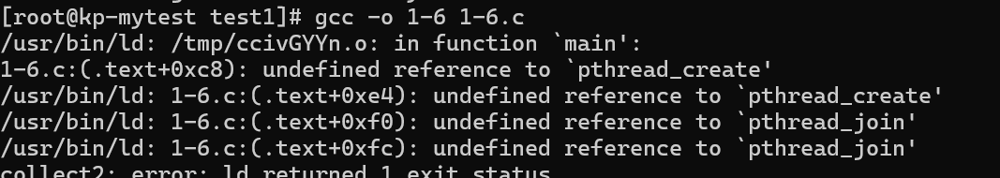 [root@kp-mytest test1]# gcc -o 1-6 1-6.c
/usr/bin/ld: /tmp/ccivGYYn.o: in function `main':
1-6.c:(.text+0xc8): undefined reference to `pthread_create'
/usr/bin/ld: 1-6.c:(.text+0xe4): undefined reference to `pthread_create'
/usr/bin/ld: 1-6.c:(.text+0xf0): undefined reference to `pthread_join'
/usr/bin/ld: 1-6.c:(.text+0xfc): undefined reference to `pthread_join'
collect2: error: ld returned 1 exit status